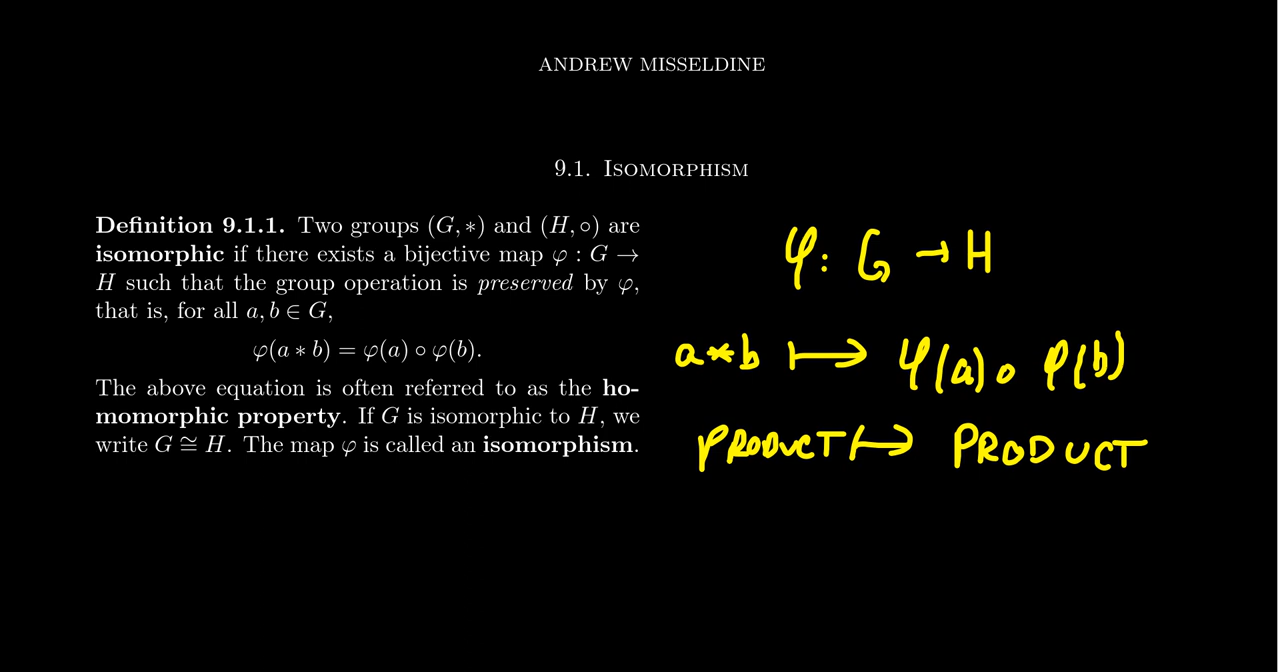 ANDREW MISSELDINE
9.1. Isomorphism
Definition 9.1.1. Two groups (G, ∗) and (H, ∘) are
isomorphic if there exists a bijective map φ : G →
H such that the group operation is preserved by φ,
that is, for all a, b ∈ G,
φ(a ∗ b) = φ(a) ∘ φ(b).
The above equation is often referred to as the ho-
momorphic property. If G is isomorphic to H, we
write G ≅ H. The map φ is called an isomorphism.
φ: G → H
a * b ↦ φ(a) ∘ φ(b)
PRODUCT ↦ PRODUCT